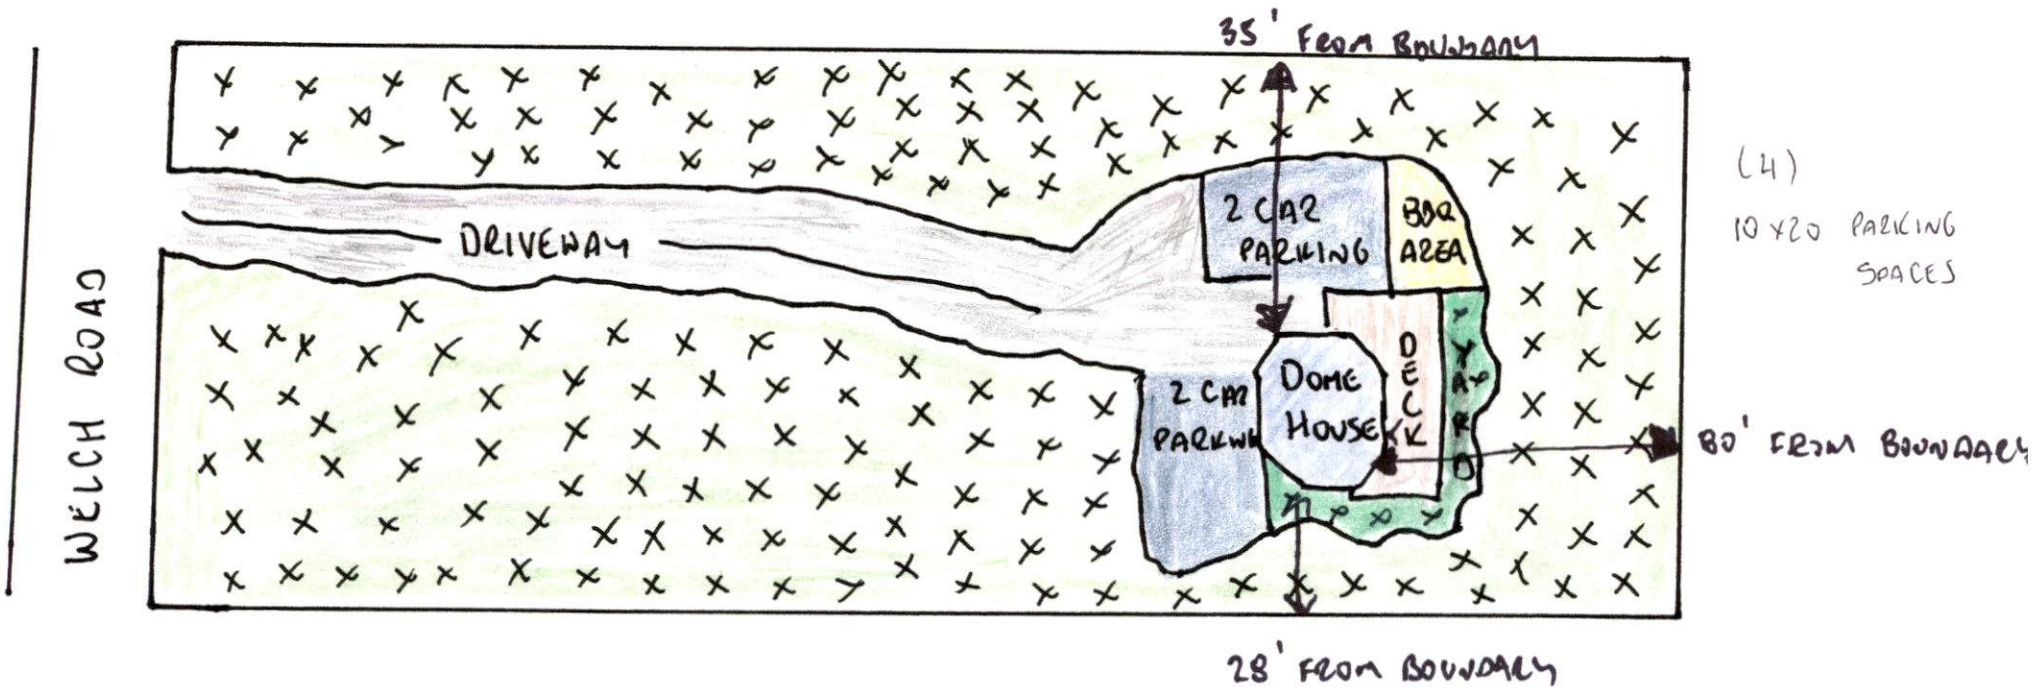 35' FROM BOUNDARY
2 CAR
PARKING
BBQ
AREA
(4)
10 x 20 PARKING
SPACES
DRIVEWAY
WELCH ROAD
DOME
HOUSE
DECK
YARD
2 CAR
PARKING
80' FROM BOUNDARY
28' FROM BOUNDARY